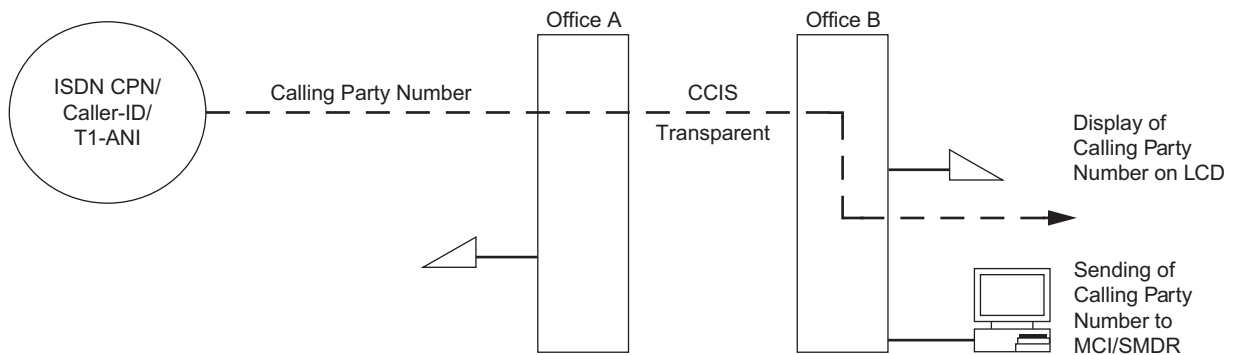 Office A
Office B
ISDN CPN/
Caller-ID/
T1-ANI
Calling Party Number
CCIS
Transparent
Display of
Calling Party
Number on LCD
Sending of
Calling Party
Number to
MCI/SMDR